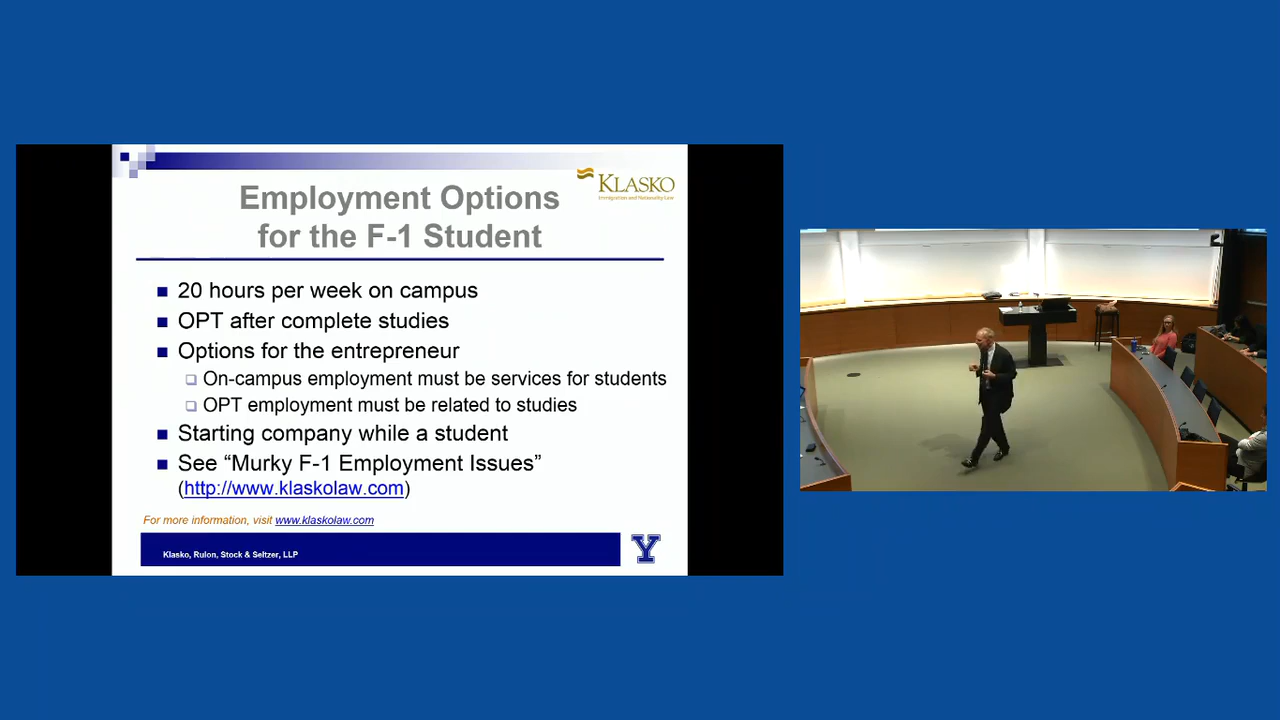 KLASKO
Immigration and Nationality Law
Employment Options
for the F-1 Student
20 hours per week on campus
OPT after complete studies
Options for the entrepreneur
On-campus employment must be services for students
OPT employment must be related to studies
Starting company while a student
See “Murky F-1 Employment Issues”
(http://www.klaskolaw.com)
For more information, visit www.klaskolaw.com
Klasko, Rulon, Stock & Seltzer, LLP
Y